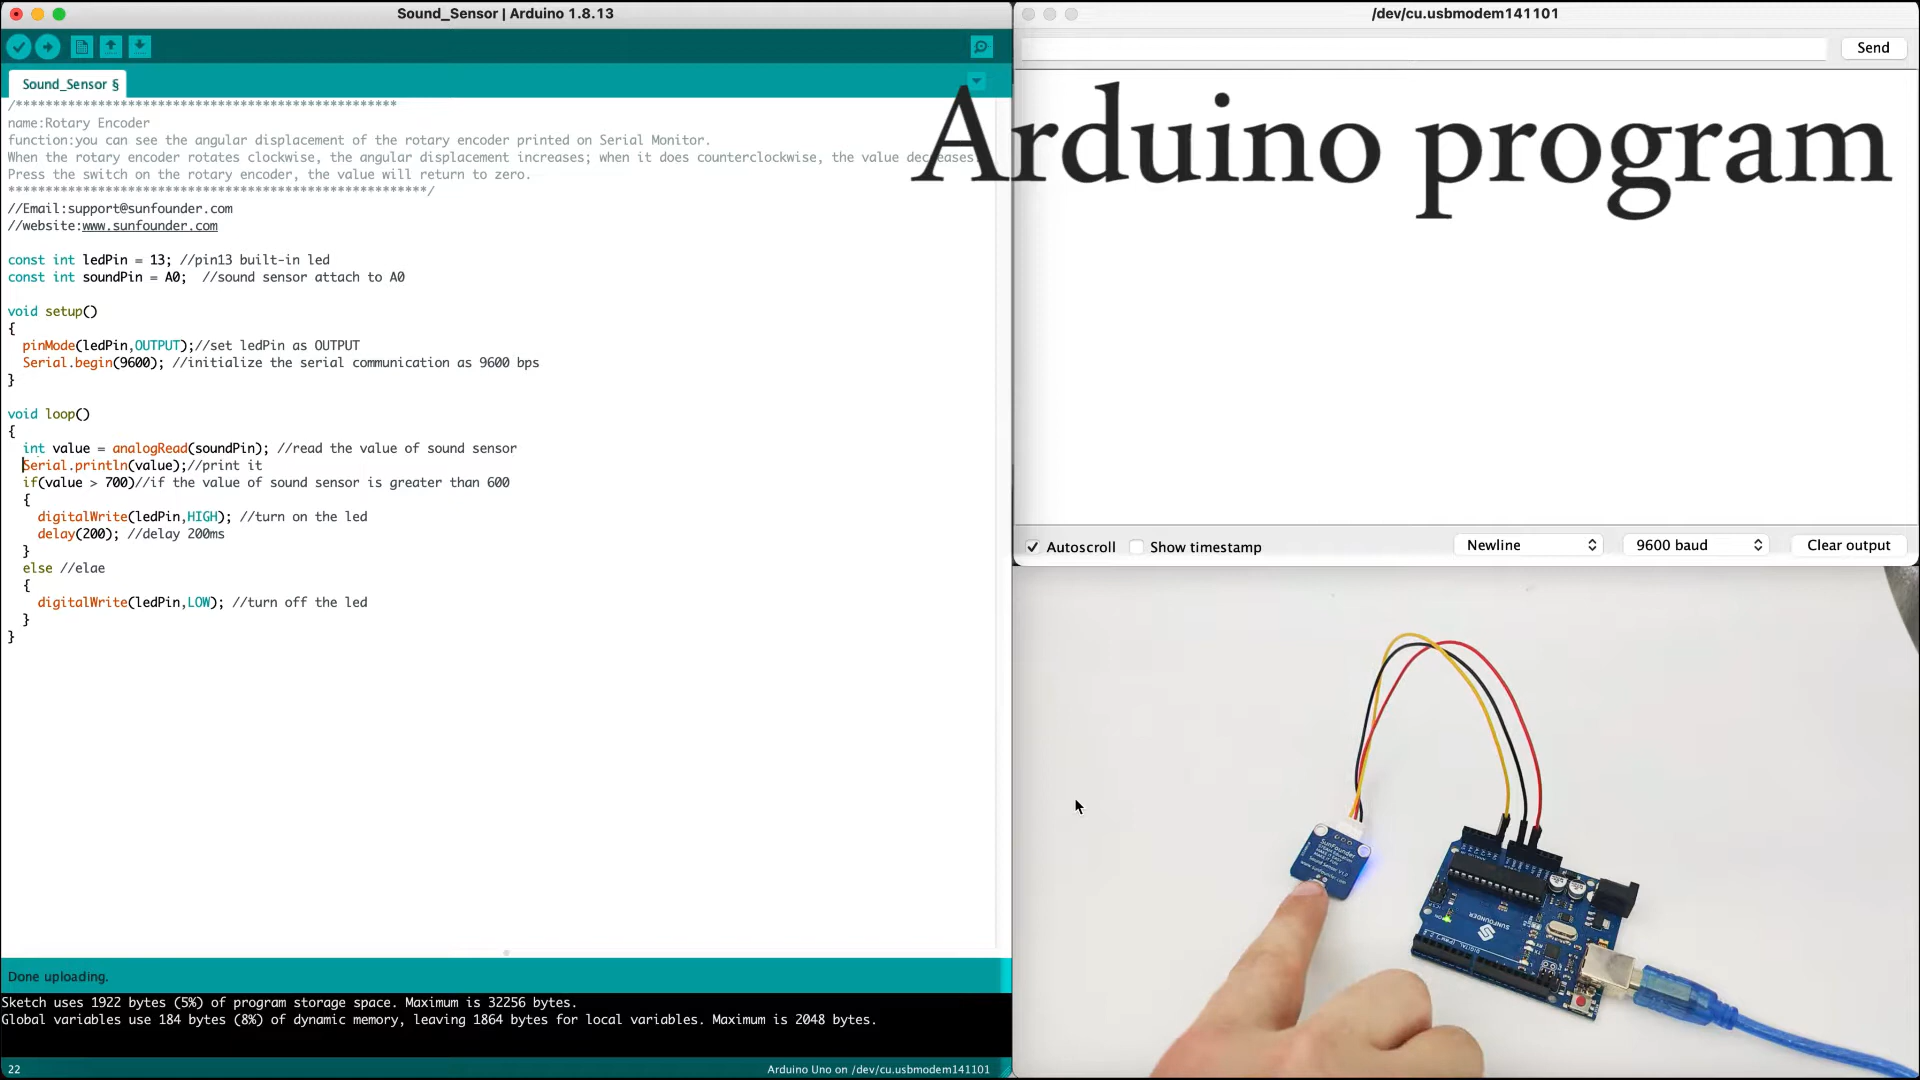 Sound_Sensor | Arduino 1.8.13
Sound_Sensor §
/***************************************************
name:Rotary Encoder
function:you can see the angular displacement of the rotary encoder printed on Serial Monitor.
When the rotary encoder rotates clockwise, the angular displacement increases; when it does counterclockwise, the value decreases.
Press the switch on the rotary encoder, the value will return to zero.
********************************************************/
//Email:support@sunfounder.com
//website:www.sunfounder.com
const int ledPin = 13; //pin13 built-in led
const int soundPin = A0;  //sound sensor attach to A0
void setup()
{
pinMode(ledPin,OUTPUT);//set ledPin as OUTPUT
Serial.begin(9600); //initialize the serial communication as 9600 bps
}
void loop()
{
int value = analogRead(soundPin); //read the value of sound sensor
Serial.println(value);//print it
if(value > 700)//if the value of sound sensor is greater than 600
{
digitalWrite(ledPin,HIGH); //turn on the led
delay(200); //delay 200ms
}
else //elae
{
digitalWrite(ledPin,LOW); //turn off the led
}
}
Done uploading.
Sketch uses 1922 bytes (5%) of program storage space. Maximum is 32256 bytes.
Global variables use 184 bytes (8%) of dynamic memory, leaving 1864 bytes for local variables. Maximum is 2048 bytes.
22
Arduino Uno on /dev/cu.usbmodem141101
/dev/cu.usbmodem141101
Send
Arduino program
Autoscroll
Show timestamp
Newline
9600 baud
Clear output
SunFounder
www.sunfounder.com
SUNFOUNDER